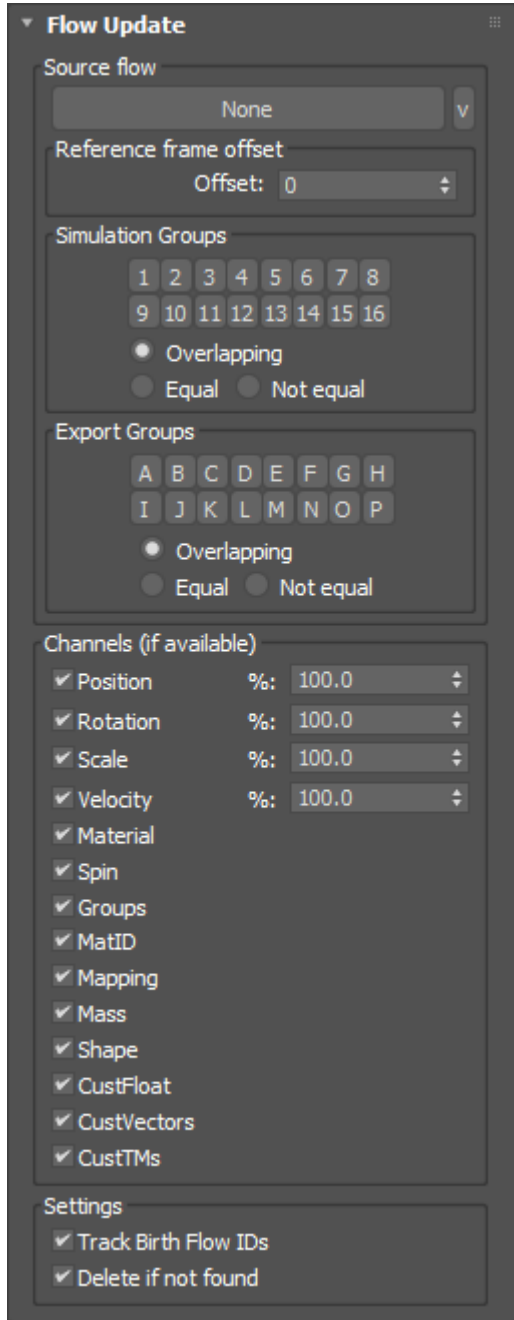 Flow Update
Source flow
None v
Reference frame offset
Offset: 0
Simulation Groups
1 2 3 4 5 6 7 8
9 10 11 12 13 14 15 16
Overlapping
Equal Not equal
Export Groups
A B C D E F G H
I J K L M N O P
Overlapping
Equal Not equal
Channels (if available)
Position %: 100.0
Rotation %: 100.0
Scale %: 100.0
Velocity %: 100.0
Material
Spin
Groups
MatID
Mapping
Mass
Shape
CustFloat
CustVectors
CustTMs
Settings
Track Birth Flow IDs
Delete if not found